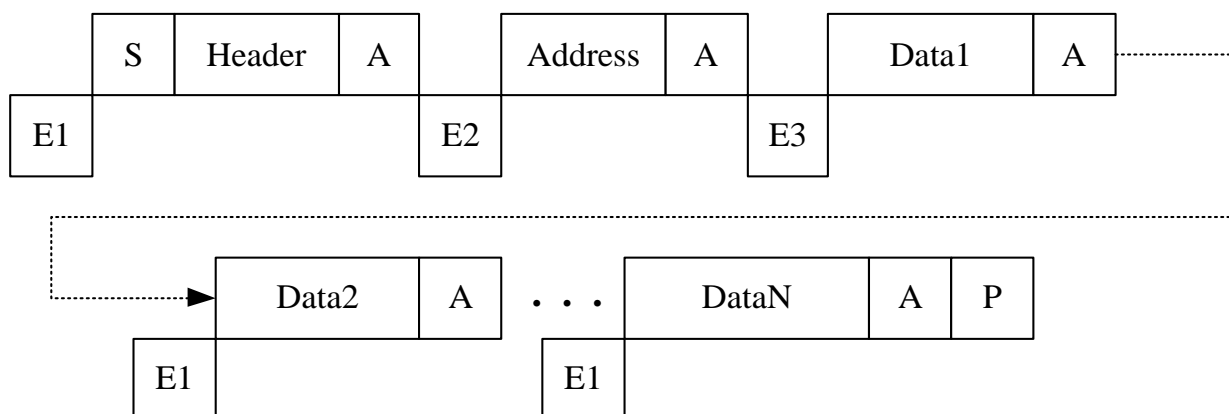 S Header A Address A Data1 A
E1 E2 E3
Data2 A . . . DataN A P
E1 E1